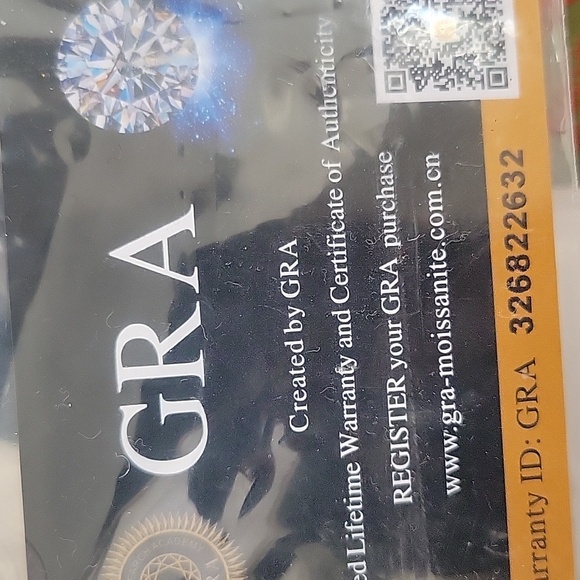 GRA
Created by GRA
Lifetime Warranty and Certificate of Authenticity
REGISTER your GRA purchase
www.gra-moissanite.com.cn
ID: GRA 326822632